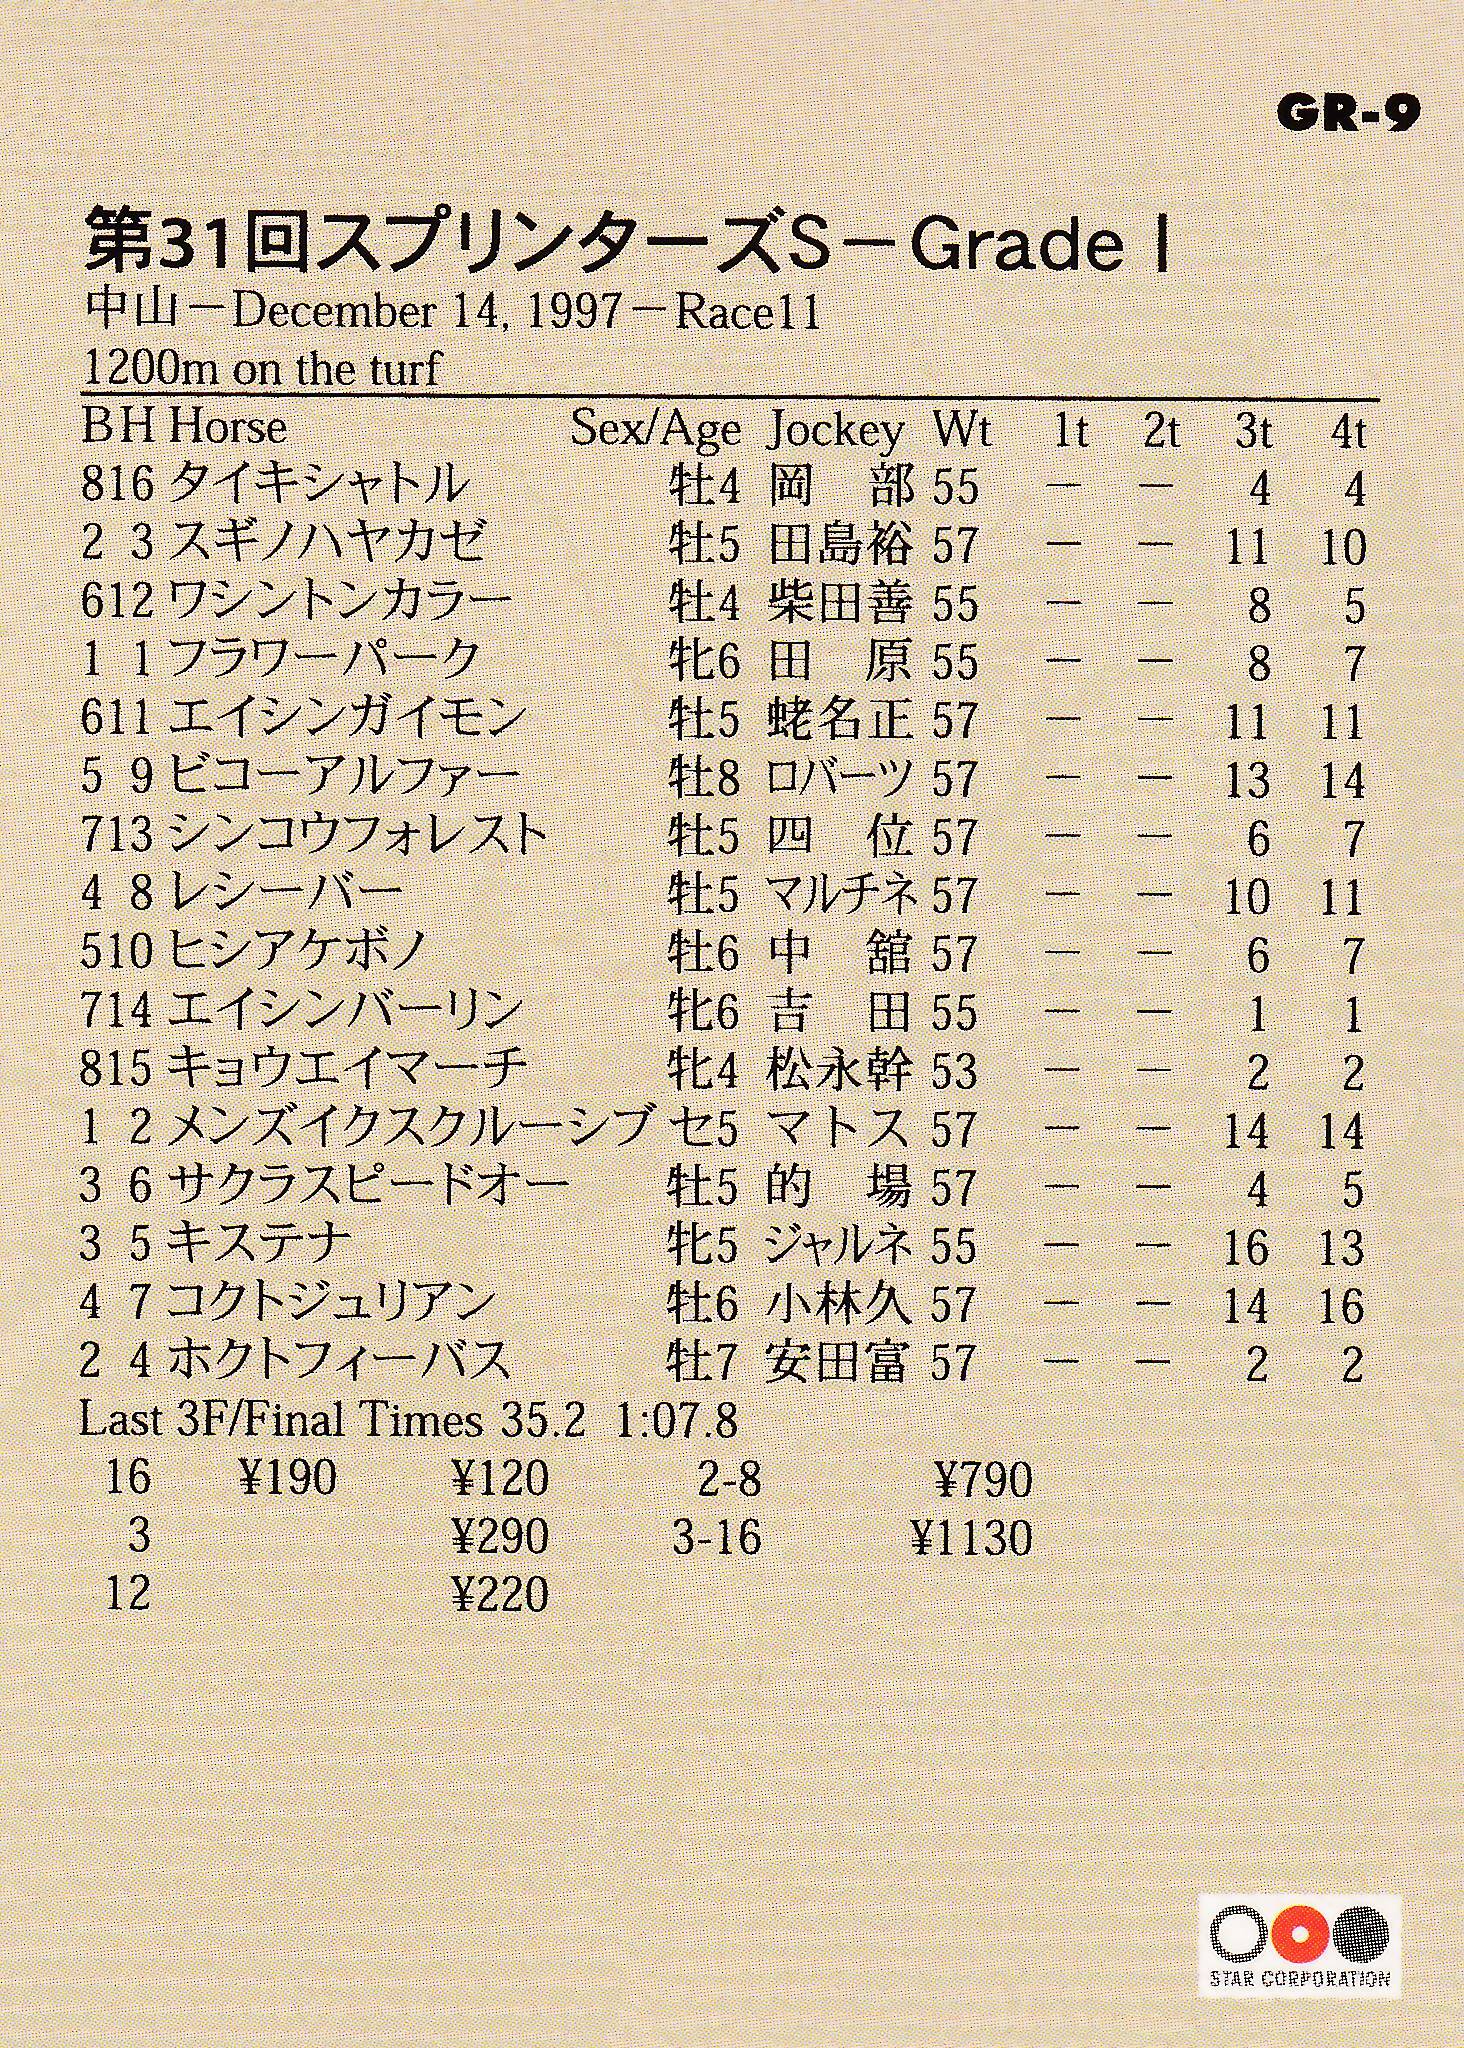 GR-9
第31回スプリンターズS－Grade I
中山－December 14, 1997－Race11
1200m on the turf
B H Horse Sex/Age Jockey Wt 1t 2t 3t 4t
8 16 タイキシャトル 牡4 岡 部 55 － － 4 4
2 3 スギノハヤカゼ 牡5 田島裕 57 － － 11 10
6 12 ワシントンカラー 牡4 柴田善 55 － － 8 5
1 1 フラワーパーク 牝6 田 原 55 － － 8 7
6 11 エイシンガイモン 牡5 蛯名正 57 － － 11 11
5 9 ビコーアルファー 牡8 ロバーツ 57 － － 13 14
7 13 シンコウフォレスト 牡5 四 位 57 － － 6 7
4 8 レシーバー 牡5 マルチネ 57 － － 10 11
5 10 ヒシアケボノ 牡6 中 舘 57 － － 6 7
7 14 エイシンバーリン 牝6 吉 田 55 － － 1 1
8 15 キョウエイマーチ 牝4 松永幹 53 － － 2 2
1 2 メンズイクスクルーシブ セ5 マトス 57 － － 14 14
3 6 サクラスピードオー 牡5 的 場 57 － － 4 5
3 5 キステナ 牝5 ジャルネ 55 － － 16 13
4 7 コクトジュリアン 牡6 小林久 57 － － 14 16
2 4 ホクトフィーバス 牡7 安田富 57 － － 2 2
Last 3F/Final Times 35.2 1:07.8
16 ¥190 ¥120 2-8 ¥790
3 ¥290 3-16 ¥1130
12 ¥220
STAR CORPORATION